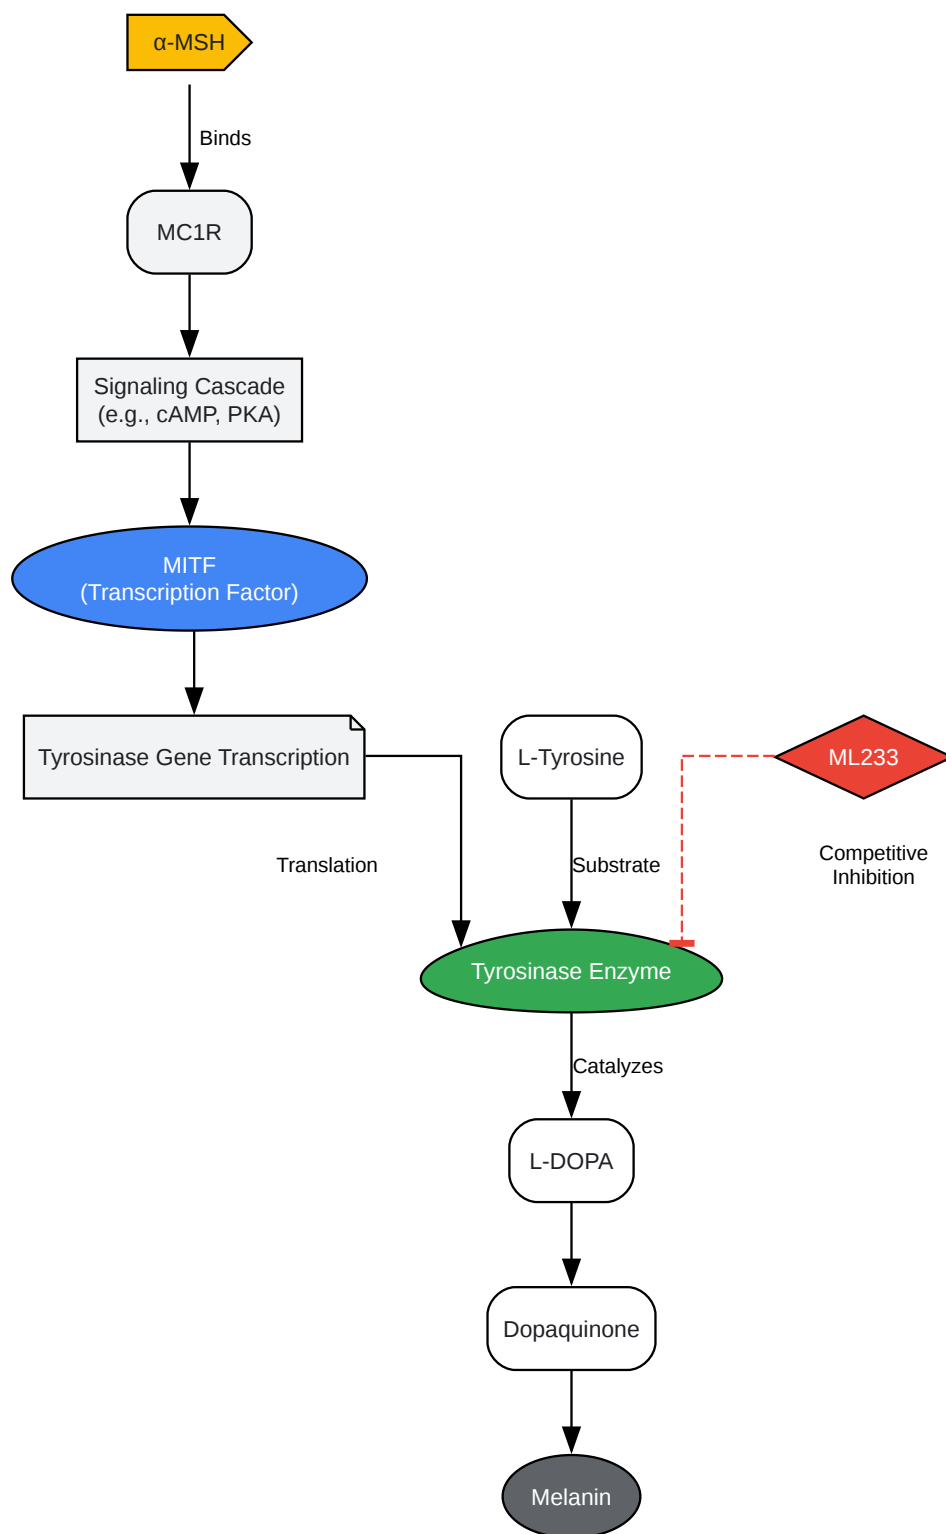 α-MSH
Binds
MC1R
Signaling Cascade
(e.g., cAMP, PKA)
MITF
(Transcription Factor)
Tyrosinase Gene Transcription
L-Tyrosine
ML233
Translation
Substrate
Competitive
Inhibition
Tyrosinase Enzyme
Catalyzes
L-DOPA
Dopaquinone
Melanin